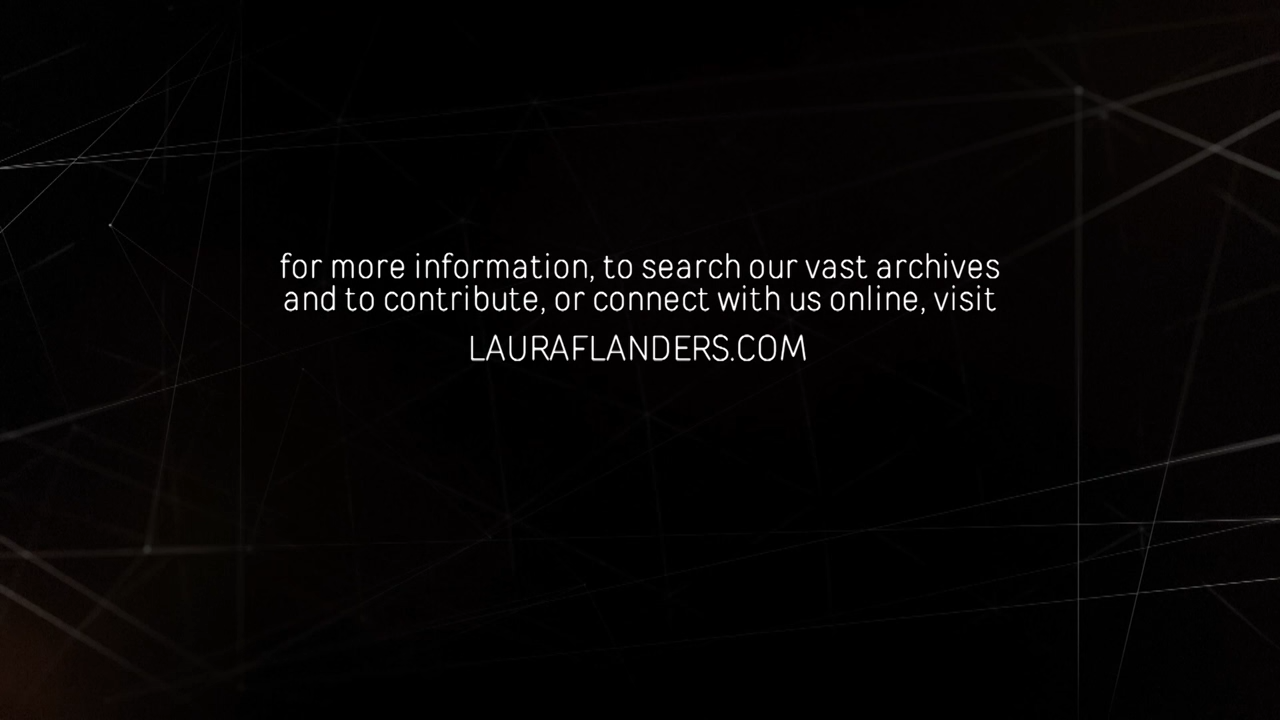 for more information, to search our vast archives
and to contribute, or connect with us online, visit
LAURAFLANDERS.COM